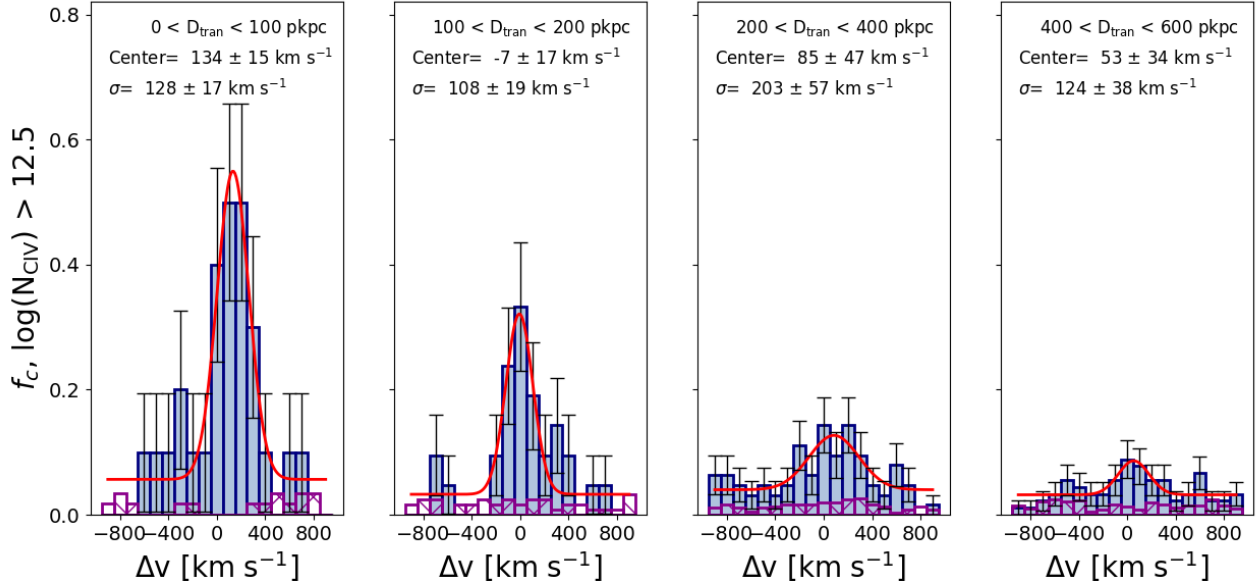 f_c, log(N_CIV) > 12.5
0.8
0.6
0.4
0.2
0.0
0 < D_tran < 100 pkpc
Center= 134 ± 15 km s⁻¹
σ= 128 ± 17 km s⁻¹
−800 −400 0 400 800
Δv [km s⁻¹]
100 < D_tran < 200 pkpc
Center= -7 ± 17 km s⁻¹
σ= 108 ± 19 km s⁻¹
−800 −400 0 400 800
Δv [km s⁻¹]
200 < D_tran < 400 pkpc
Center= 85 ± 47 km s⁻¹
σ= 203 ± 57 km s⁻¹
−800 −400 0 400 800
Δv [km s⁻¹]
400 < D_tran < 600 pkpc
Center= 53 ± 34 km s⁻¹
σ= 124 ± 38 km s⁻¹
−800 −400 0 400 800
Δv [km s⁻¹]